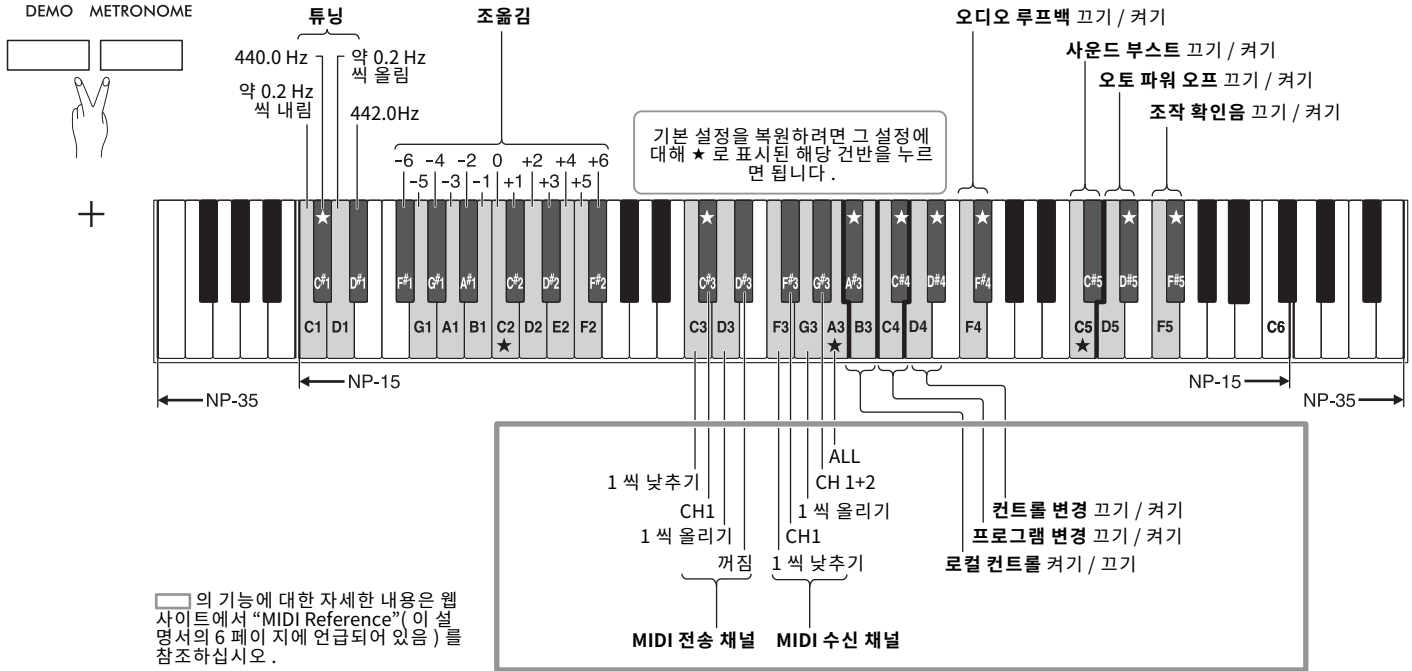 DEMO METRONOME
튜닝
조옮김
오디오 루프백 끄기 / 켜기
사운드 부스트 끄기 / 켜기
오토 파워 오프 끄기 / 켜기
조작 확인음 끄기 / 켜기
440.0 Hz
약 0.2 Hz
씩 올림
약 0.2 Hz
씩 내림
442.0Hz
기본 설정을 복원하려면 그 설정에
대해 ★ 로 표시된 해당 건반을 누르
면 됩니다 .
-6 -4 -2 0 +2 +4 +6
-5 -3 -1 +1 +3 +5
+
★ ★ ★ ★ ★ ★ ★ ★ ★
C#1 D#1 F#1 G#1 A#1 C#2 D#2 F#2 C#3 D#3 F#3 G#3 A#3 C#4 D#4 F#4 C#5 D#5 F#5
C1 D1 G1 A1 B1 C2 D2 E2 F2 C3 D3 F3 G3 A3 B3 C4 D4 F4 C5 D5 F5 C6
★ ★ ★
NP-15 NP-15
NP-35 NP-35
1 씩 낮추기
CH1
1 씩 올리기
꺼짐
MIDI 전송 채널
ALL
CH 1+2
1 씩 올리기
CH1
1 씩 낮추기
MIDI 수신 채널
컨트롤 변경 끄기 / 켜기
프로그램 변경 끄기 / 켜기
로컬 컨트롤 켜기 / 끄기
의 기능에 대한 자세한 내용은 웹
사이트에서 “MIDI Reference”( 이 설
명서의 6 페이 지에 언급되어 있음 ) 를
참조하십시오 .